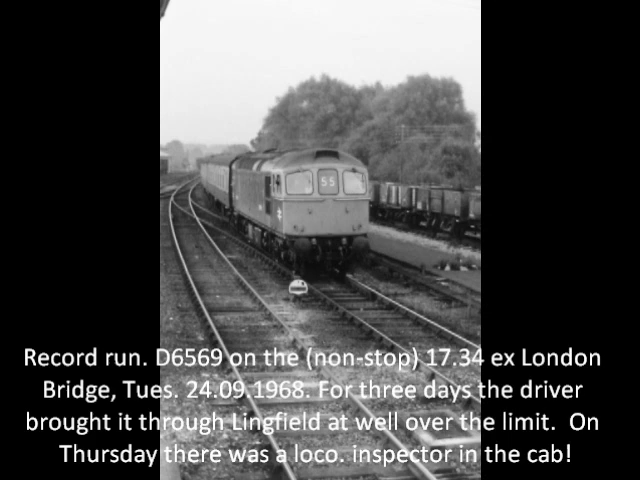 55
Record run. D6569 on the (non-stop) 17.34 ex London
Bridge, Tues. 24.09.1968. For three days the driver
brought it through Lingfield at well over the limit.  On
Thursday there was a loco. inspector in the cab!